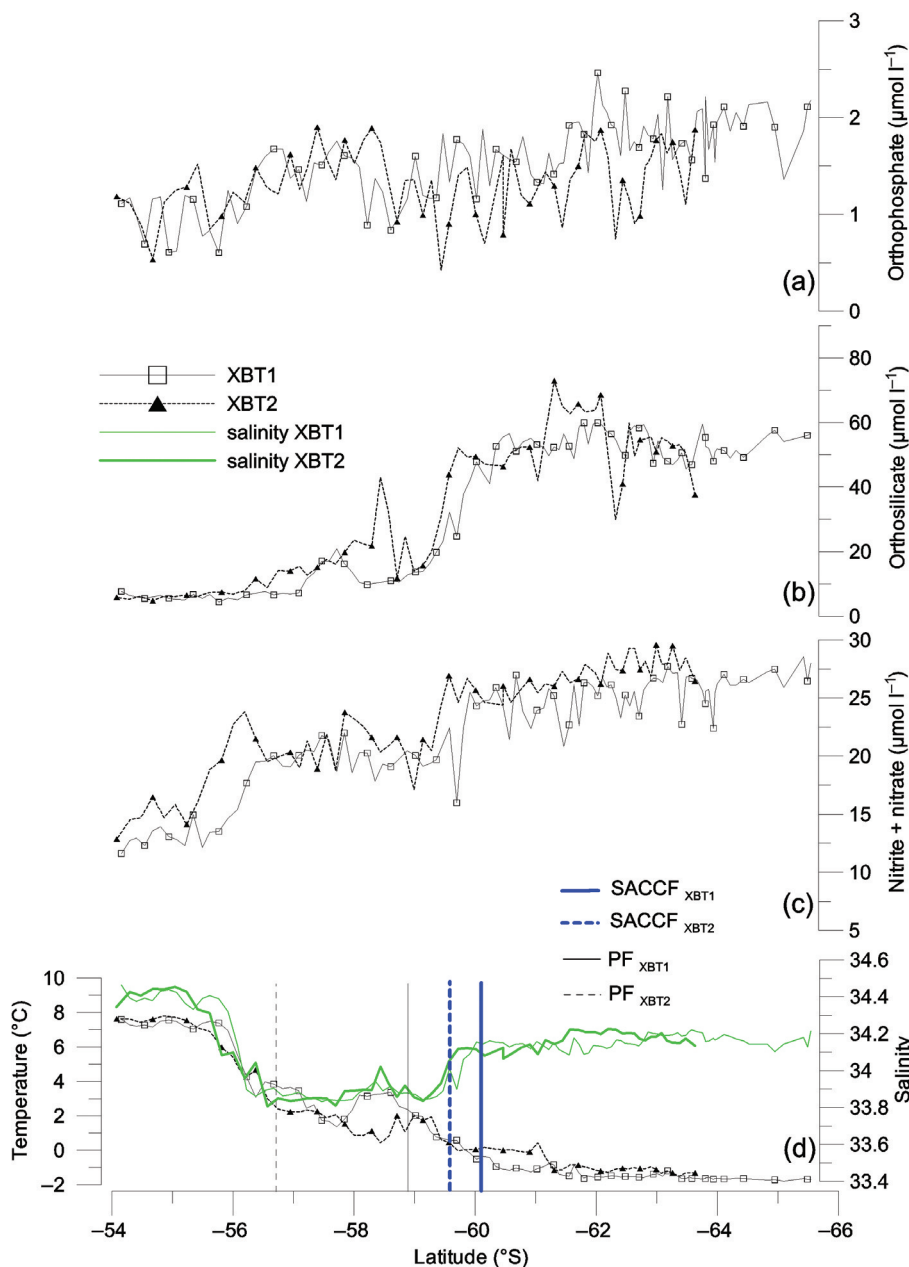 3
2
1
0
Orthophosphate (µmol l⁻¹)
(a)
XBT1
XBT2
salinity XBT1
salinity XBT2
80
60
40
20
0
Orthosilicate (µmol l⁻¹)
(b)
30
25
20
15
10
5
Nitrite + nitrate (µmol l⁻¹)
(c)
SACCF XBT1
SACCF XBT2
PF XBT1
PF XBT2
10
8
6
4
2
0
–2
Temperature (°C)
34.6
34.4
34.2
34
33.8
33.6
33.4
Salinity
(d)
–54 –56 –58 –60 –62 –64 –66
Latitude (°S)